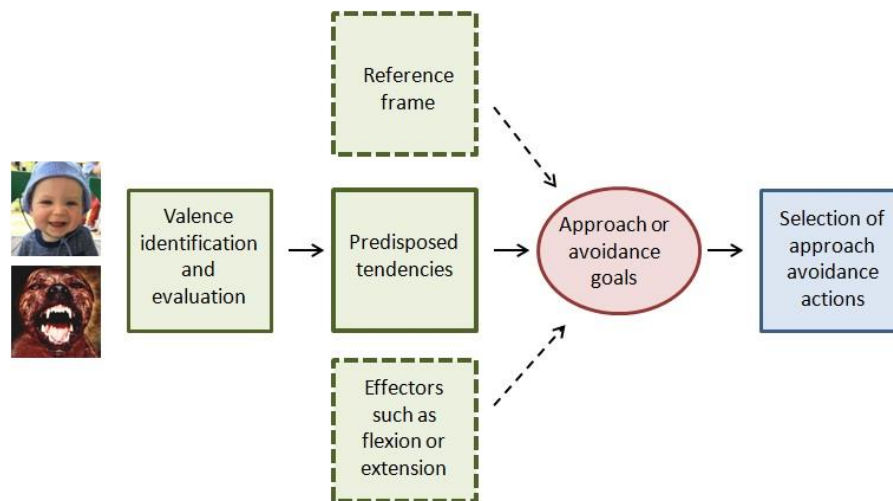 Reference
frame
Valence
identification
and
evaluation
Predisposed
tendencies
Approach or
avoidance
goals
Selection of
approach
avoidance
actions
Effectors
such as
flexion or
extension